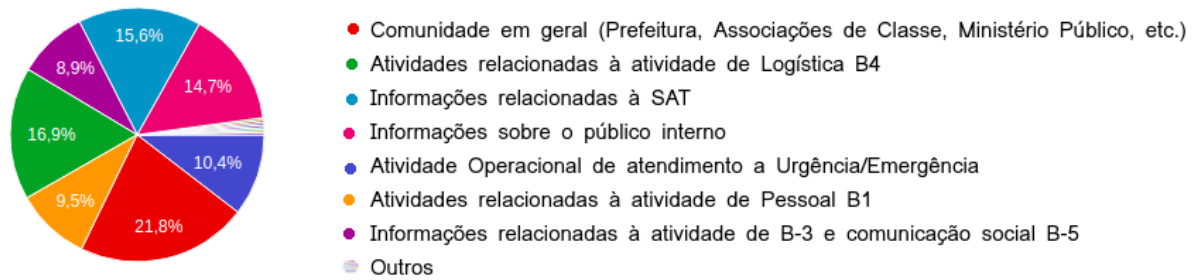 15,6%
14,7%
8,9%
16,9%
10,4%
9,5%
21,8%
Comunidade em geral (Prefeitura, Associações de Classe, Ministério Público, etc.)
Atividades relacionadas à atividade de Logística B4
Informações relacionadas à SAT
Informações sobre o público interno
Atividade Operacional de atendimento a Urgência/Emergência
Atividades relacionadas à atividade de Pessoal B1
Informações relacionadas à atividade de B-3 e comunicação social B-5
Outros